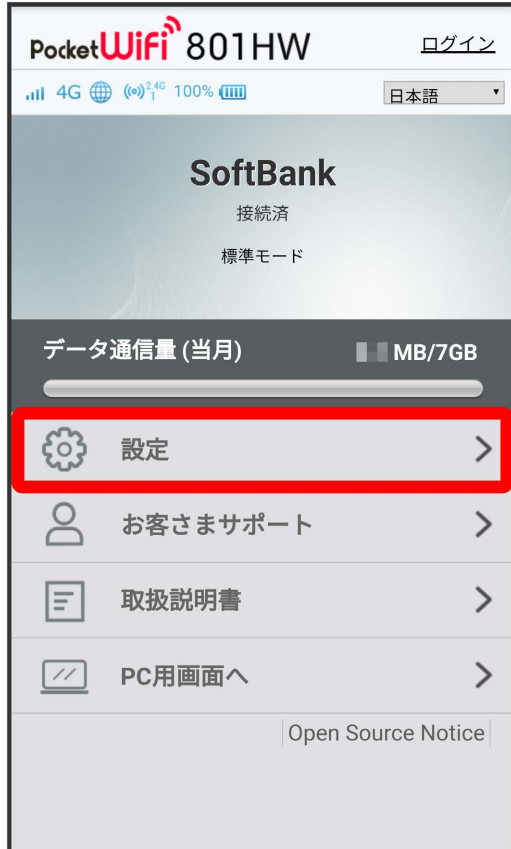 PocketWiFi 801HW
ログイン
4G 2.4G 1 100%
日本語
SoftBank
接続済
標準モード
データ通信量 (当月) MB/7GB
設定
お客さまサポート
取扱説明書
PC用画面へ
Open Source Notice